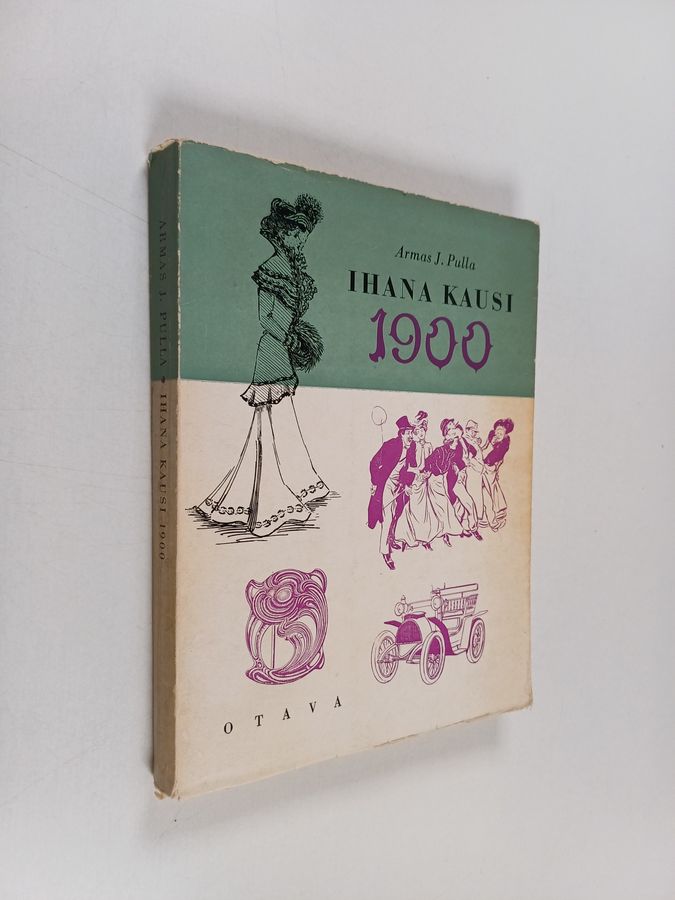 Armas J. Pulla
IHANA KAUSI
1900
OTAVA
ARMAS J. PULLA • IHANA KAUSI 1900